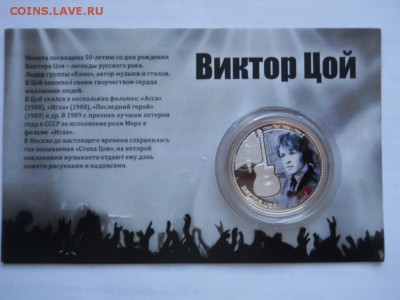 COINS.LAVE.RU
Монета посвящена 50-летию со дня рождения
Виктора Цоя – легенды русского рока.
Лидер группы «Кино», автор музыки и стихов,
В.Цой завоевал своим творчеством сердца
миллионов людей.
В.Цой снялся в нескольких фильмах: «Асса»
(1988), «Игла» (1988), «Последний герой»
(1989) и др. В 1989 г. признан лучшим актером
года в СССР за исполнение роли Моро в
фильме «Игла».
В Москве до настоящего времени сохранилась
так называемая «Стена Цоя», на которой
поклонники музыканта отдают ему дань
памяти рисунками и надписями.
Виктор Цой